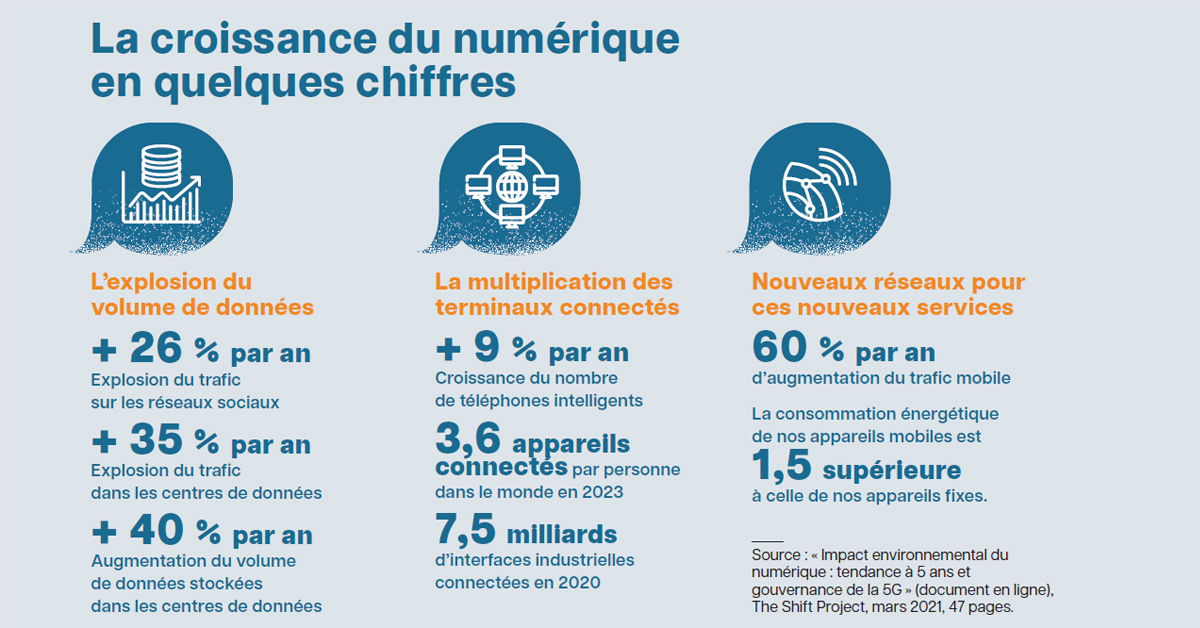 La croissance du numérique
en quelques chiffres
L’explosion du
volume de données
+ 26 % par an
Explosion du trafic
sur les réseaux sociaux
+ 35 % par an
Explosion du trafic
dans les centres de données
+ 40 % par an
Augmentation du volume
de données stockées
dans les centres de données
La multiplication des
terminaux connectés
+ 9 % par an
Croissance du nombre
de téléphones intelligents
3,6 appareils
connectés par personne
dans le monde en 2023
7,5 milliards
d’interfaces industrielles
connectées en 2020
Nouveaux réseaux pour
ces nouveaux services
60 % par an
d’augmentation du trafic mobile
La consommation énergétique
de nos appareils mobiles est
1,5 supérieure
à celle de nos appareils fixes.
Source : « Impact environnemental du
numérique : tendance à 5 ans et
gouvernance de la 5G » (document en ligne),
The Shift Project, mars 2021, 47 pages.